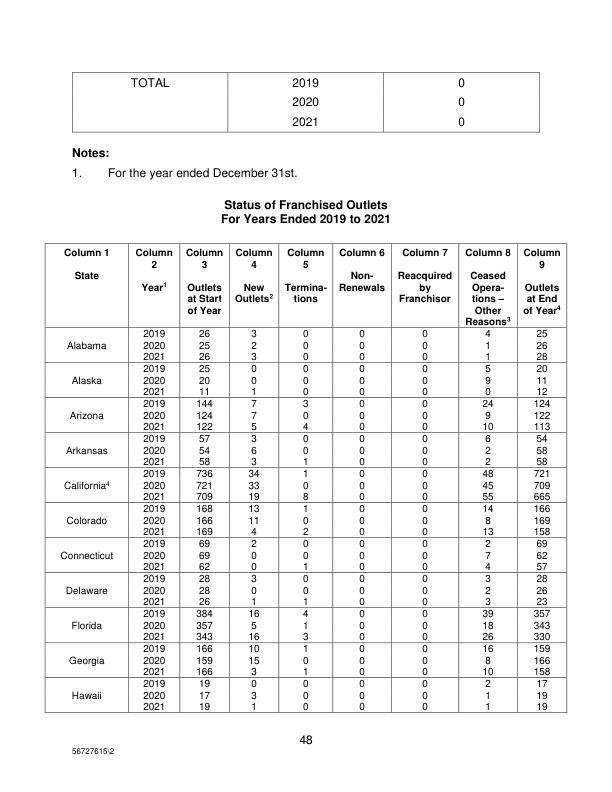 TOTAL 2019 0
2020 0
2021 0
Notes:
1. For the year ended December 31st.
Status of Franchised Outlets
For Years Ended 2019 to 2021
Column 1 Column Column Column Column Column 6 Column 7 Column 8 Column
2 3 4 5 9
State Non- Reacquired Ceased
Year¹ Outlets New Termina- Renewals by Opera- Outlets
at Start Outlets² tions Franchisor tions – at End
of Year Other of Year⁴
Reasons³
2019 26 3 0 0 0 4 25
Alabama 2020 25 2 0 0 0 1 26
2021 26 3 0 0 0 1 28
2019 25 0 0 0 0 5 20
Alaska 2020 20 0 0 0 0 9 11
2021 11 1 0 0 0 0 12
2019 144 7 3 0 0 24 124
Arizona 2020 124 7 0 0 0 9 122
2021 122 5 4 0 0 10 113
2019 57 3 0 0 0 6 54
Arkansas 2020 54 6 0 0 0 2 58
2021 58 3 1 0 0 2 58
2019 736 34 1 0 0 48 721
California⁴ 2020 721 33 0 0 0 45 709
2021 709 19 8 0 0 55 665
2019 168 13 1 0 0 14 166
Colorado 2020 166 11 0 0 0 8 169
2021 169 4 2 0 0 13 158
2019 69 2 0 0 0 2 69
Connecticut 2020 69 0 0 0 0 7 62
2021 62 0 1 0 0 4 57
2019 28 3 0 0 0 3 28
Delaware 2020 28 0 0 0 0 2 26
2021 26 1 1 0 0 3 23
2019 384 16 4 0 0 39 357
Florida 2020 357 5 1 0 0 18 343
2021 343 16 3 0 0 26 330
2019 166 10 1 0 0 16 159
Georgia 2020 159 15 0 0 0 8 166
2021 166 3 1 0 0 10 158
2019 19 0 0 0 0 2 17
Hawaii 2020 17 3 0 0 0 1 19
2021 19 1 0 0 0 1 19
48
56727615\2